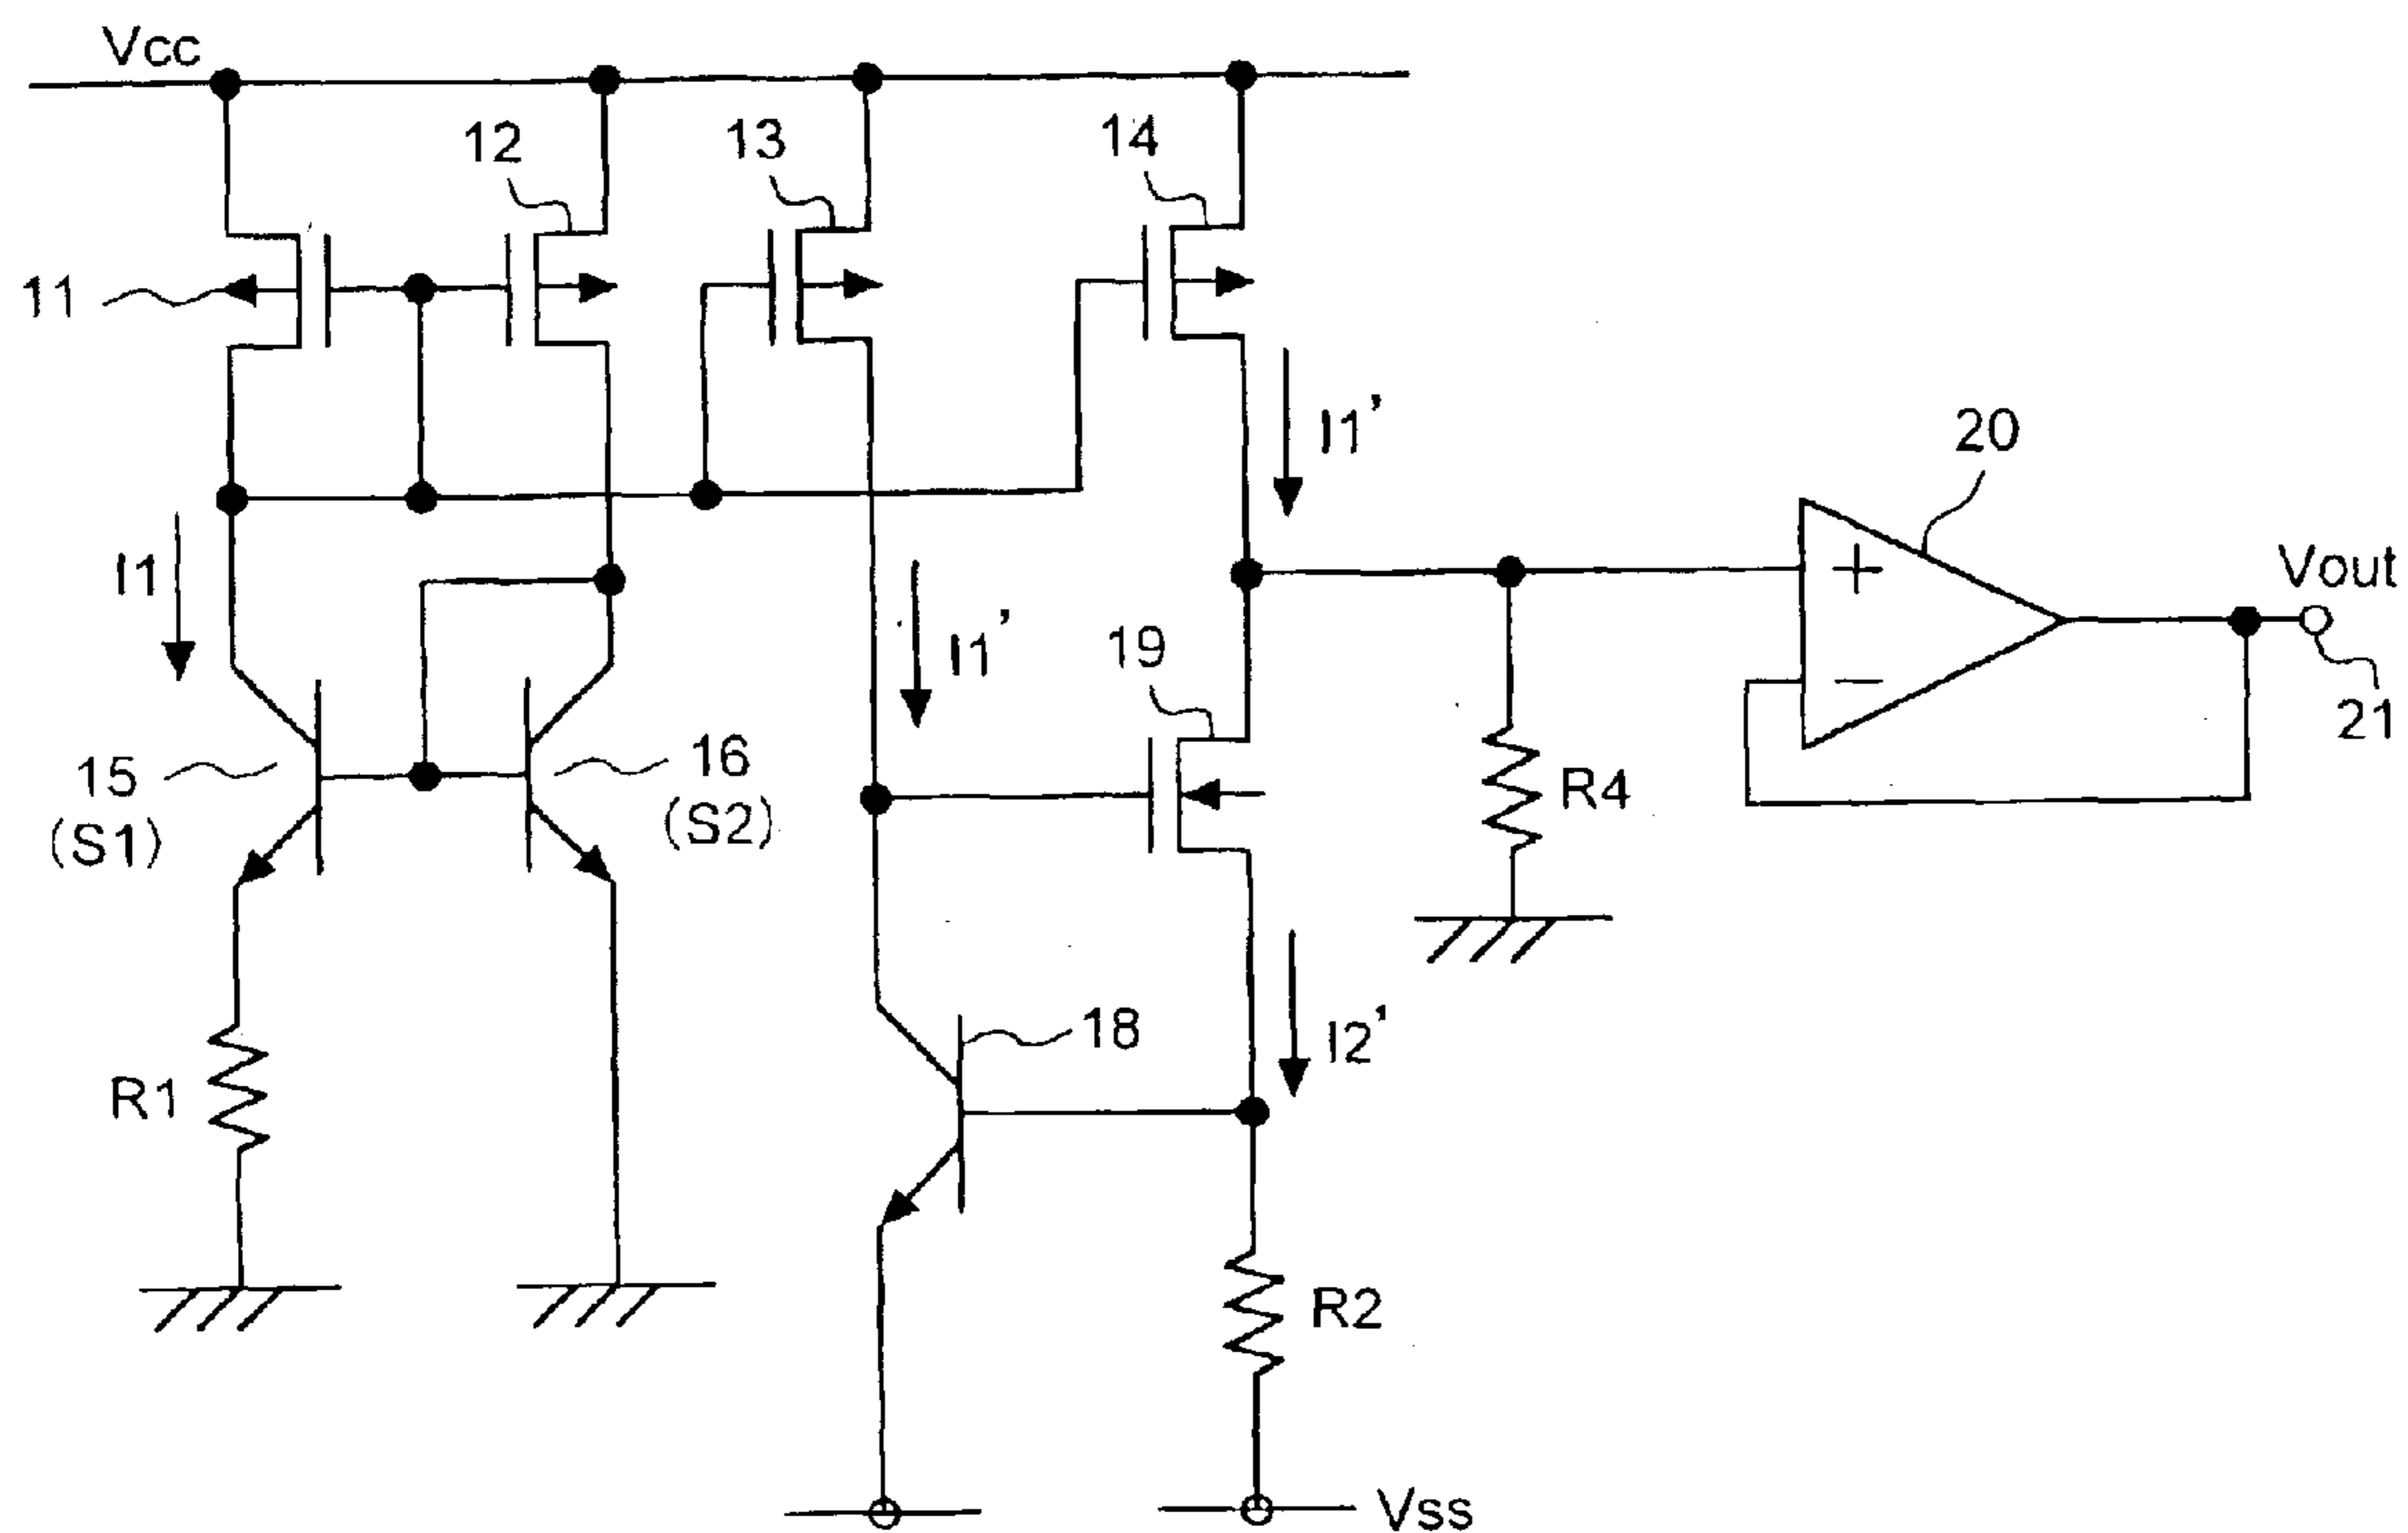 Vcc
12
13
14
11
I1'
20
I1
I1'
19
Vout
21
15
(S1)
16
(S2)
R4
+
−
18
I2'
R1
R2
Vss